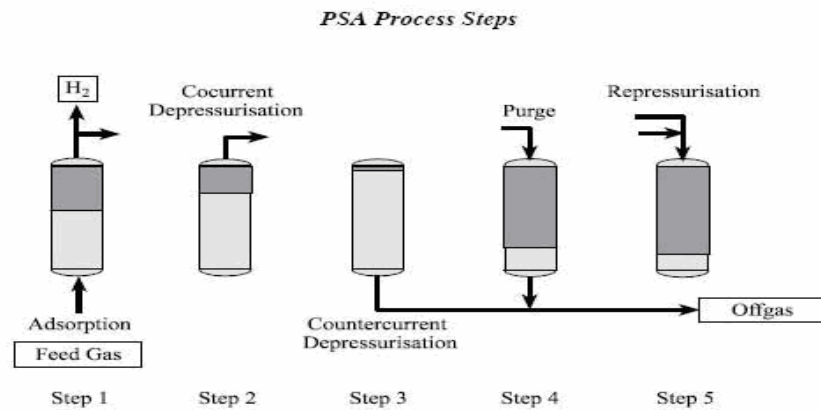 PSA Process Steps
H2
Cocurrent
Depressurisation
Purge
Repressurisation
Adsorption
Feed Gas
Countercurrent
Depressurisation
Offgas
Step 1
Step 2
Step 3
Step 4
Step 5